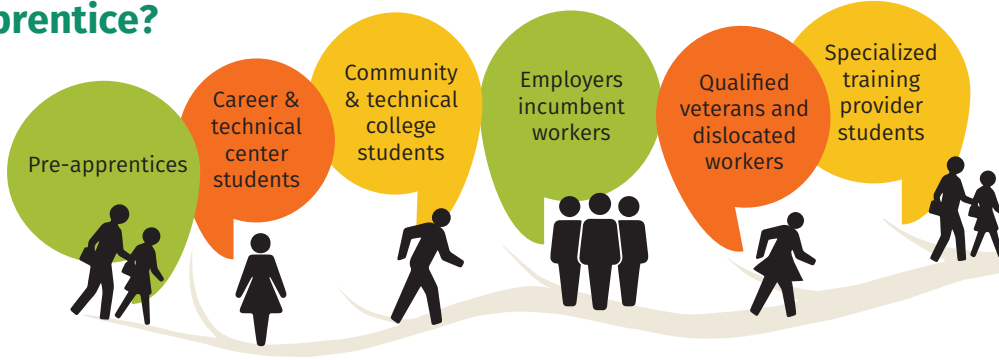 prentice?
Pre-apprentices
Career &
technical
center
students
Community
& technical
college
students
Employers
incumbent
workers
Qualified
veterans and
dislocated
workers
Specialized
training
provider
students